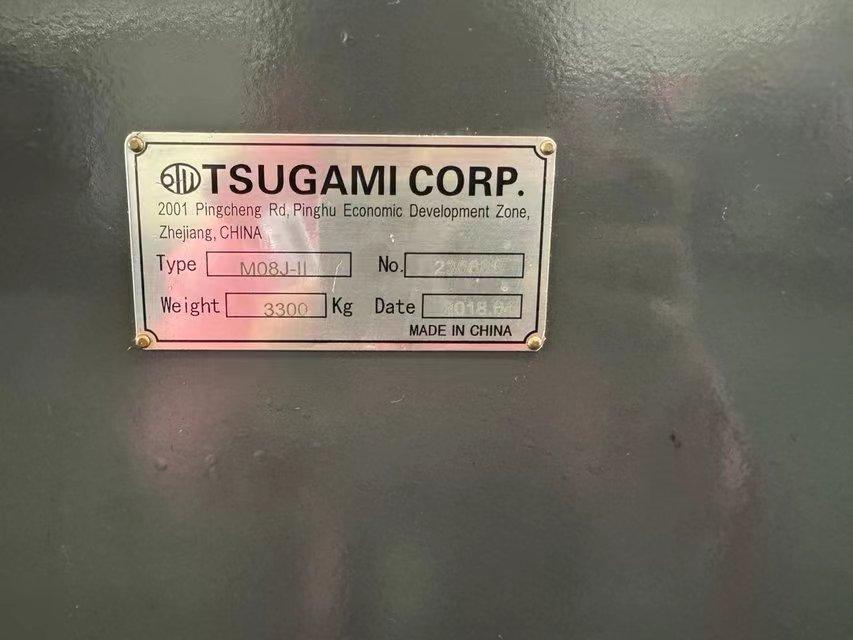 TSUGAMI CORP.
2001 Pingcheng Rd, Pinghu Economic Development Zone,
Zhejiang, CHINA
Type M08J-II No.
Weight 3300 Kg Date
MADE IN CHINA